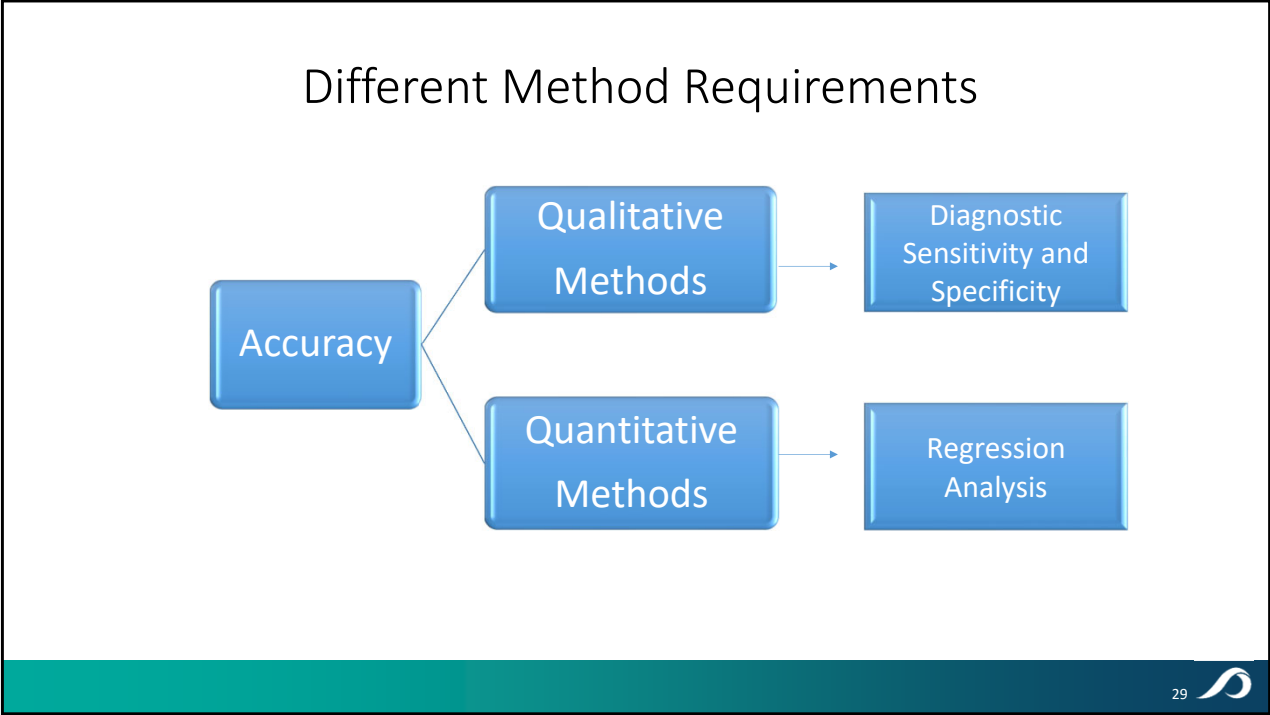 Different Method Requirements
Accuracy
Qualitative
Methods
Diagnostic
Sensitivity and
Specificity
Quantitative
Methods
Regression
Analysis
29